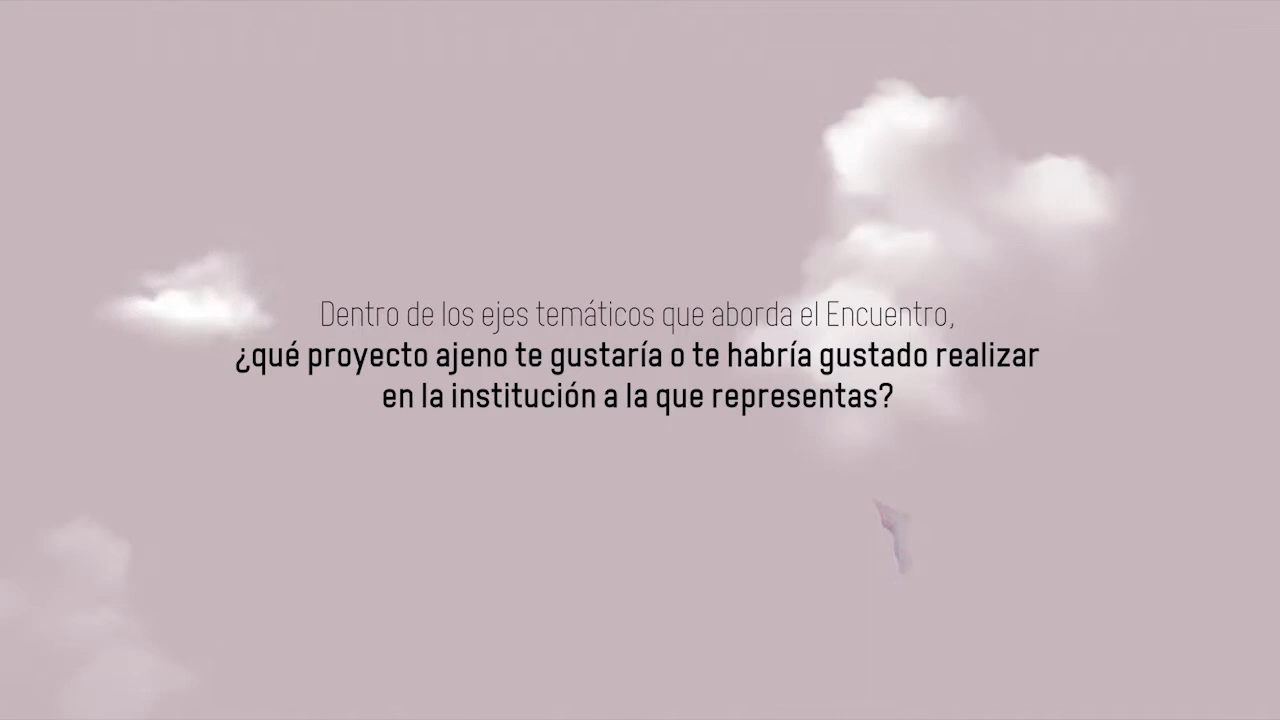 Dentro de los ejes temáticos que aborda el Encuentro,
¿qué proyecto ajeno te gustaría o te habría gustado realizar
en la institución a la que representas?